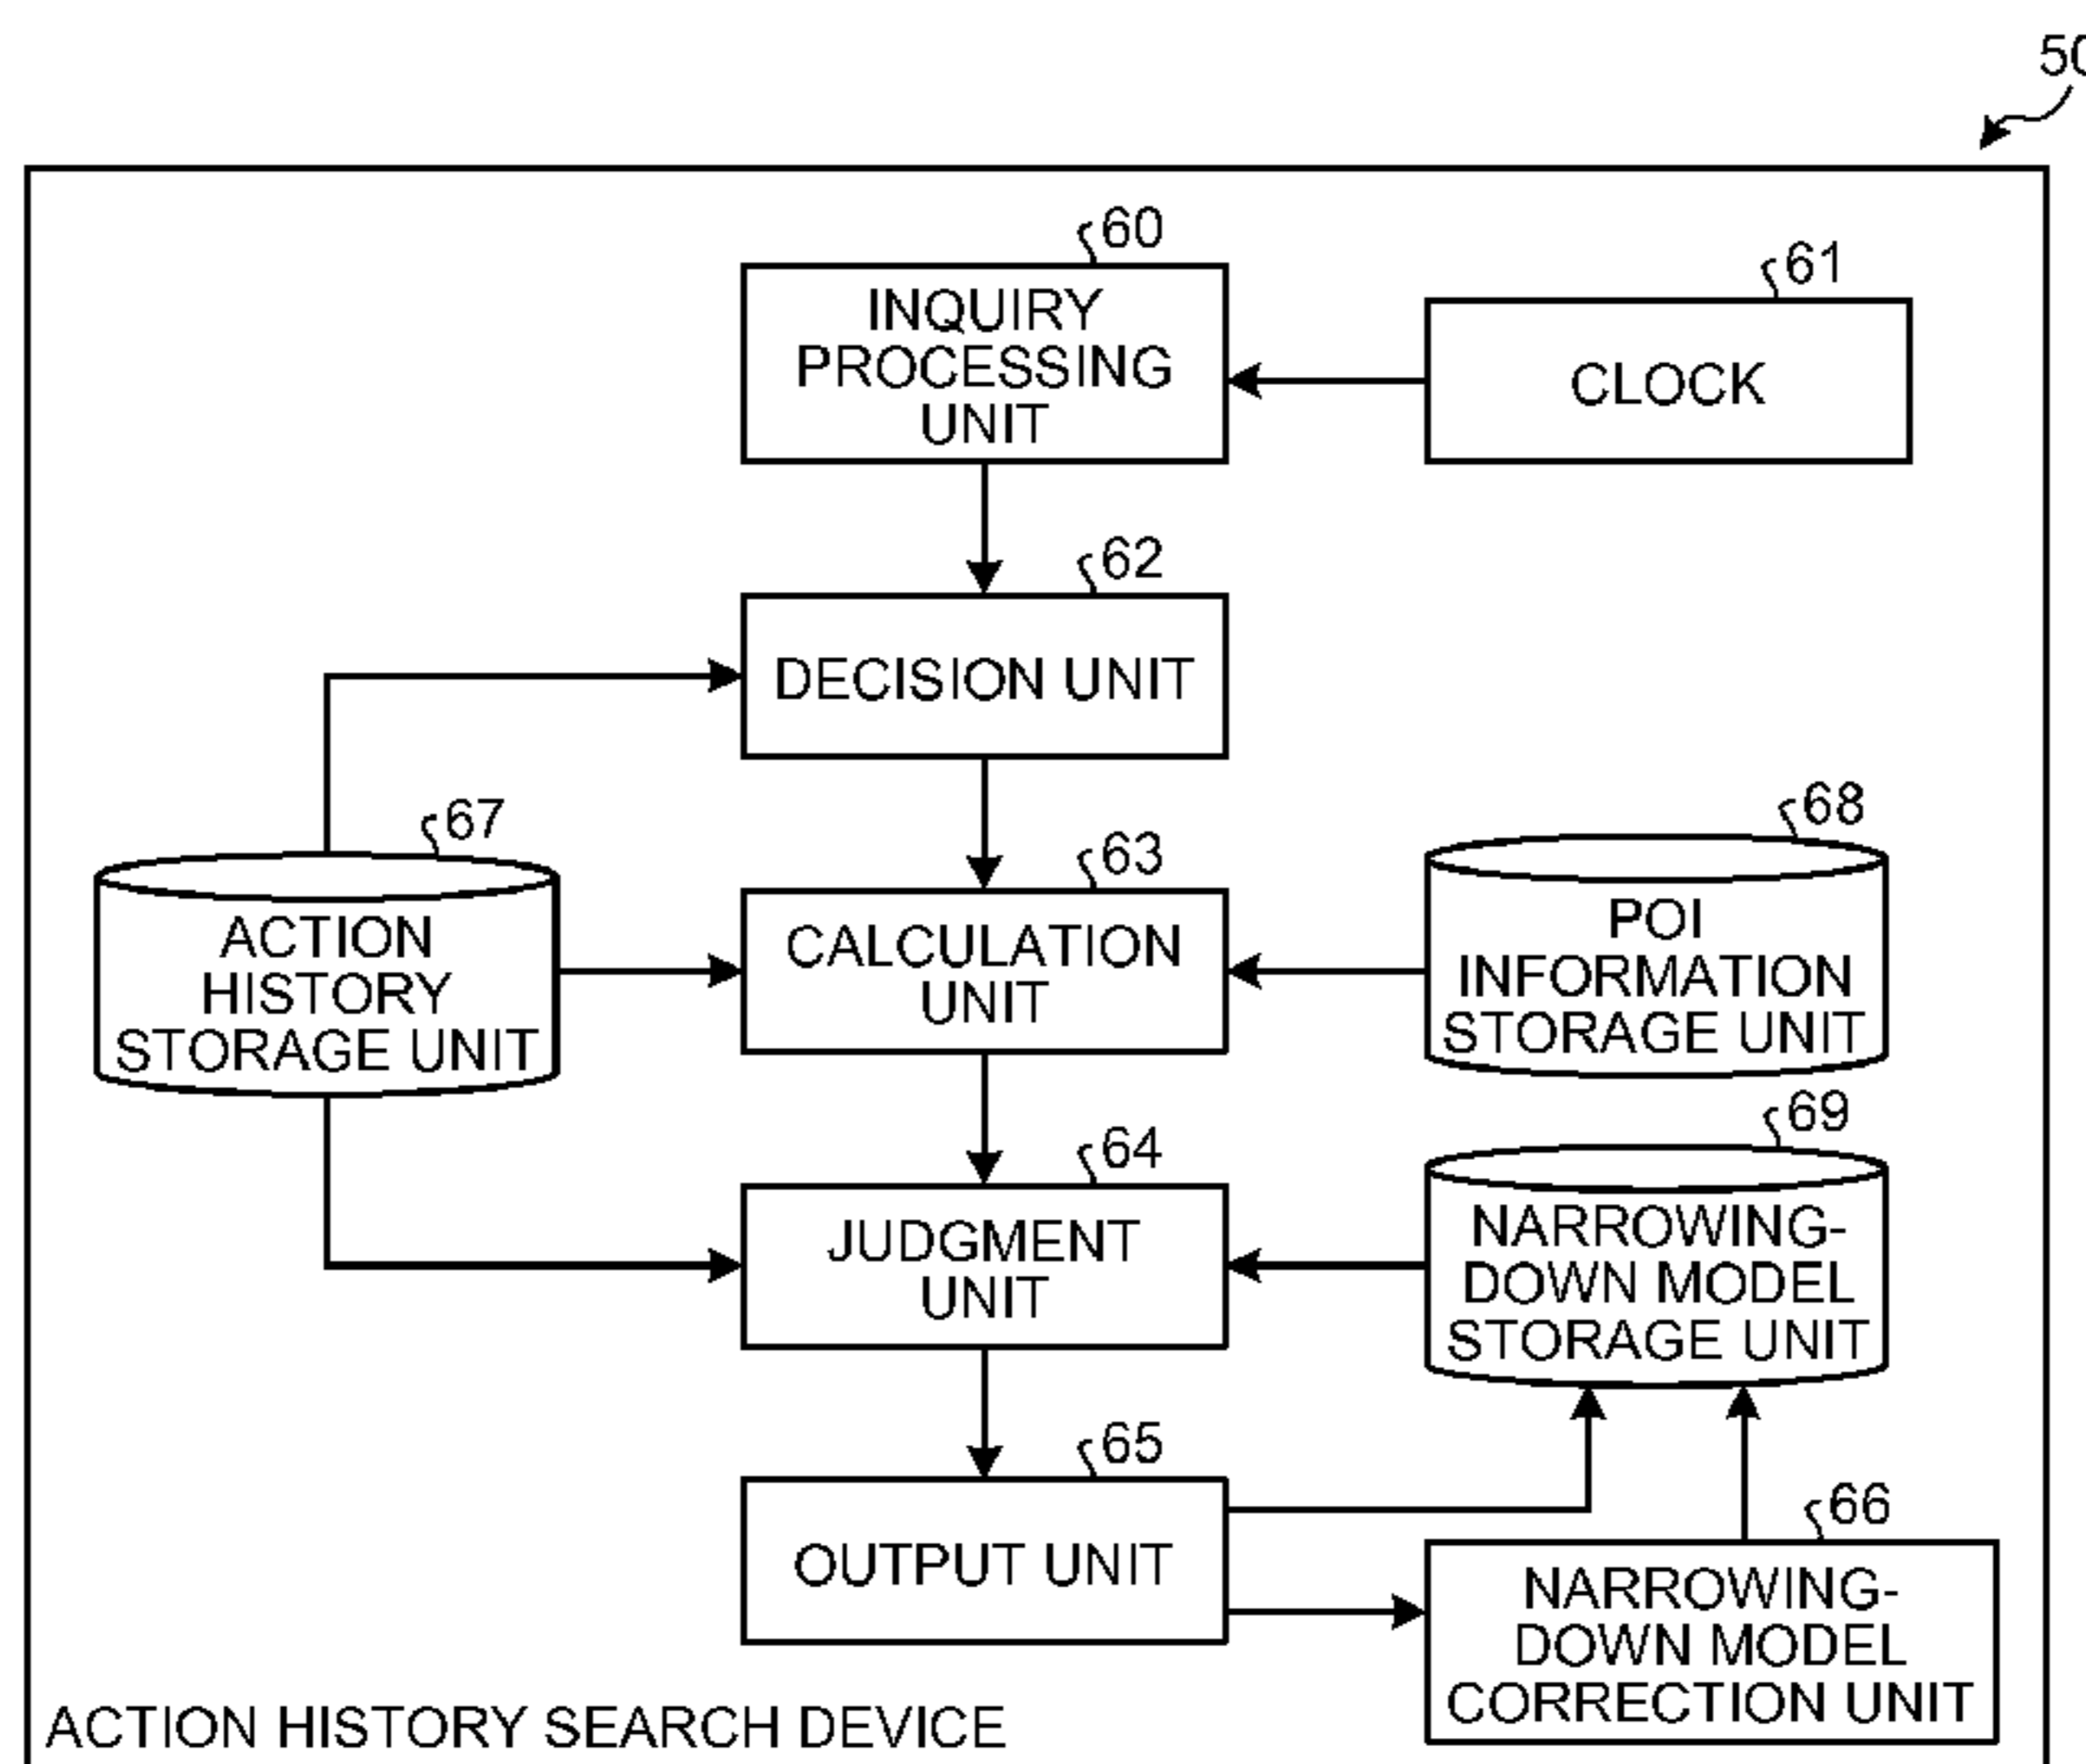 50
60
INQUIRY
PROCESSING
UNIT
61
CLOCK
62
DECISION UNIT
67
ACTION
HISTORY
STORAGE UNIT
63
CALCULATION
UNIT
68
POI
INFORMATION
STORAGE UNIT
64
JUDGMENT
UNIT
69
NARROWING-
DOWN MODEL
STORAGE UNIT
65
OUTPUT UNIT
66
NARROWING-
DOWN MODEL
CORRECTION UNIT
ACTION HISTORY SEARCH DEVICE